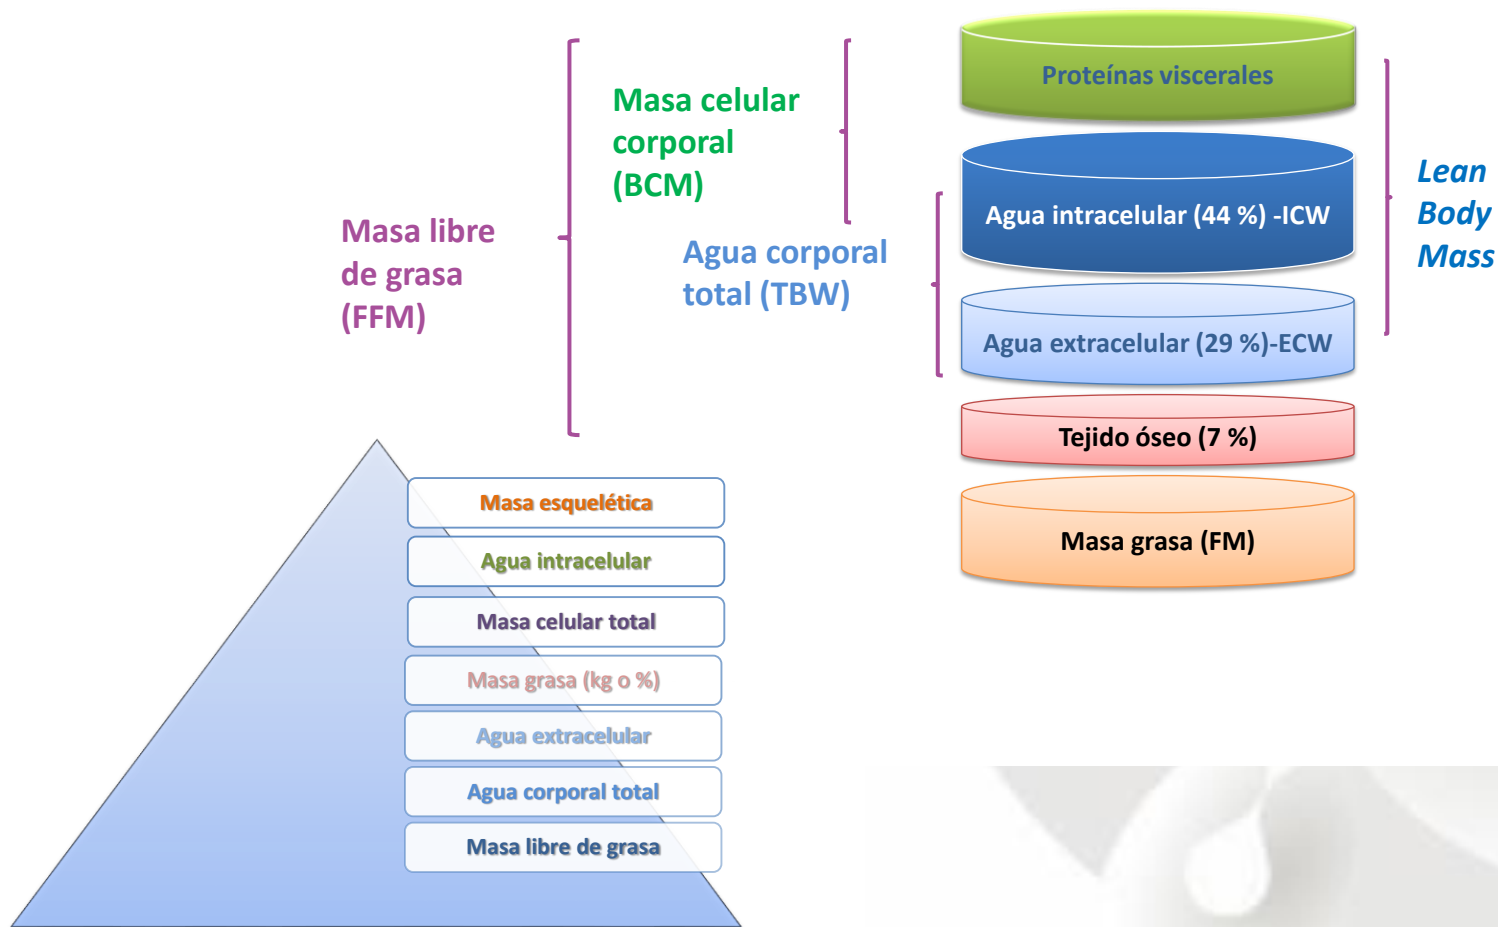 Masa libre
de grasa
(FFM)
Masa celular
corporal
(BCM)
Agua corporal
total (TBW)
Proteínas viscerales
Agua intracelular (44 %) -ICW
Agua extracelular (29 %)-ECW
Tejido óseo (7 %)
Masa grasa (FM)
Lean
Body
Mass
Masa esquelética
Agua intracelular
Masa celular total
Masa grasa (kg o %)
Agua extracelular
Agua corporal total
Masa libre de grasa